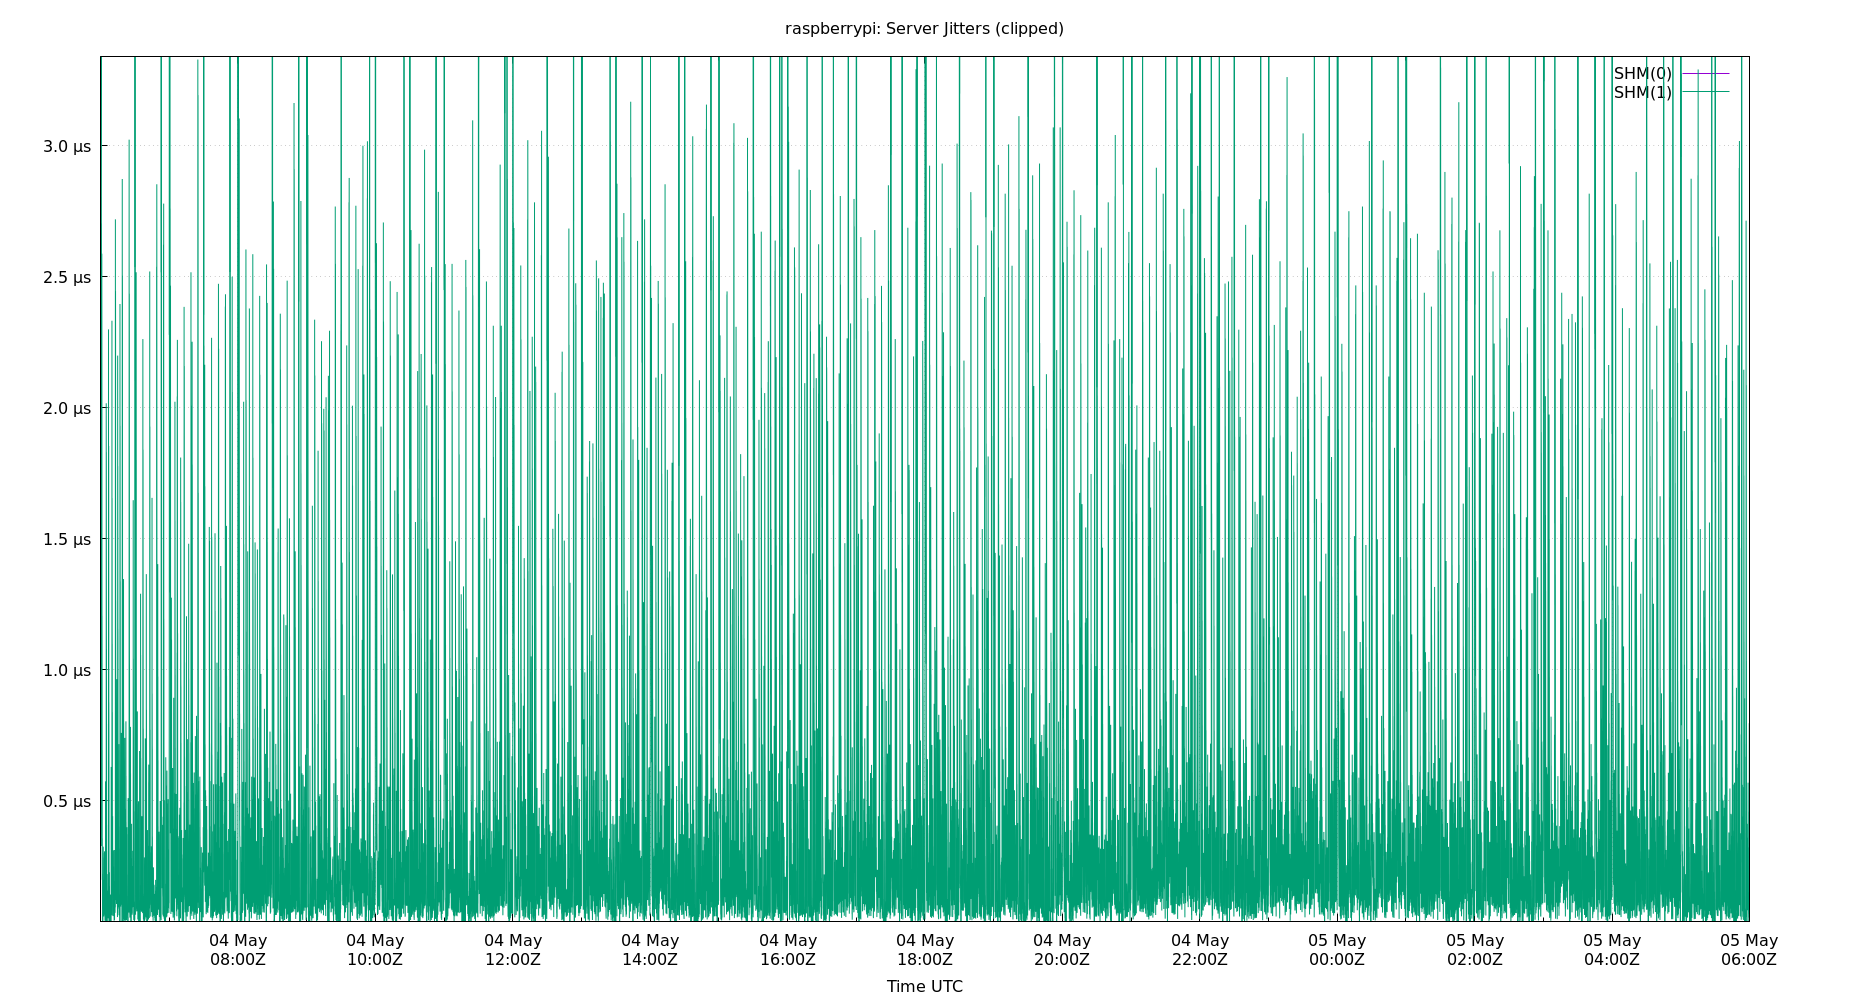 raspberrypi: Server Jitters (clipped)
SHM(0)
SHM(1)
3.0 µs
2.5 µs
2.0 µs
1.5 µs
1.0 µs
0.5 µs
04 May 04 May 04 May 04 May 04 May 04 May 04 May 04 May 05 May 05 May 05 May 05 May
08:00Z 10:00Z 12:00Z 14:00Z 16:00Z 18:00Z 20:00Z 22:00Z 00:00Z 02:00Z 04:00Z 06:00Z
Time UTC